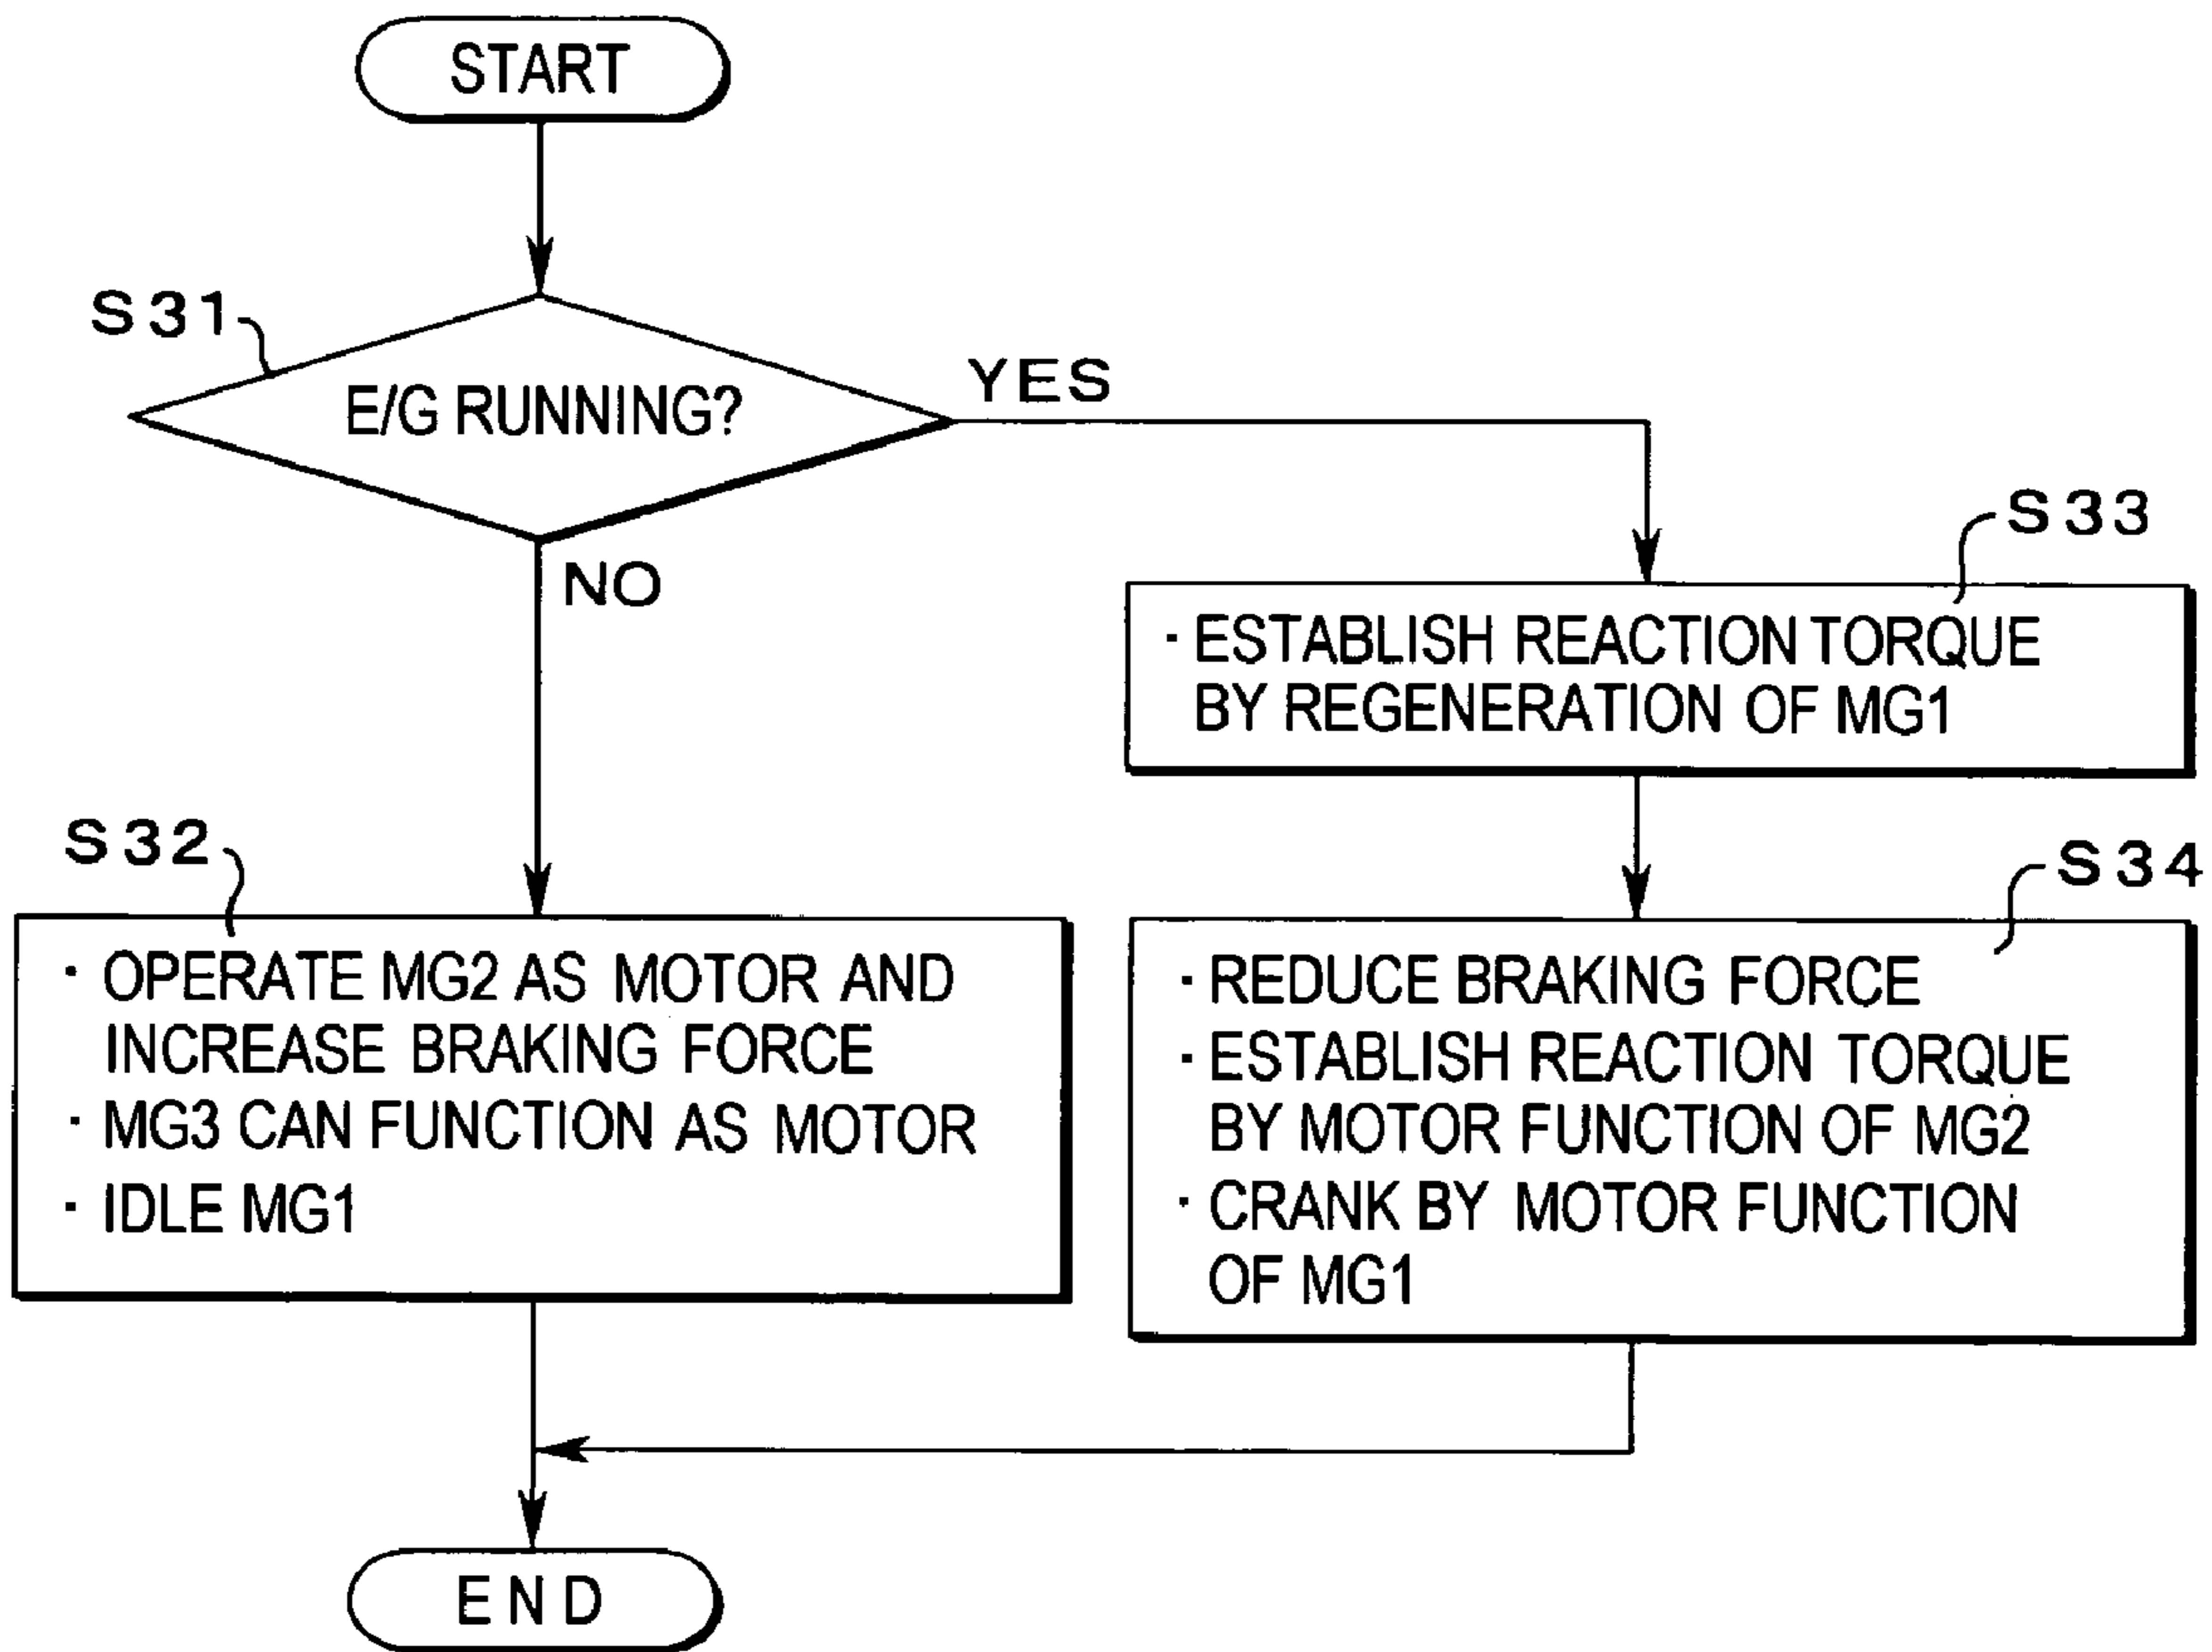 START
S31
E/G RUNNING?
YES
NO
S33
· ESTABLISH REACTION TORQUE
BY REGENERATION OF MG1
S32
· OPERATE MG2 AS MOTOR AND
INCREASE BRAKING FORCE
· MG3 CAN FUNCTION AS MOTOR
· IDLE MG1
S34
· REDUCE BRAKING FORCE
· ESTABLISH REACTION TORQUE
BY MOTOR FUNCTION OF MG2
· CRANK BY MOTOR FUNCTION
OF MG1
END